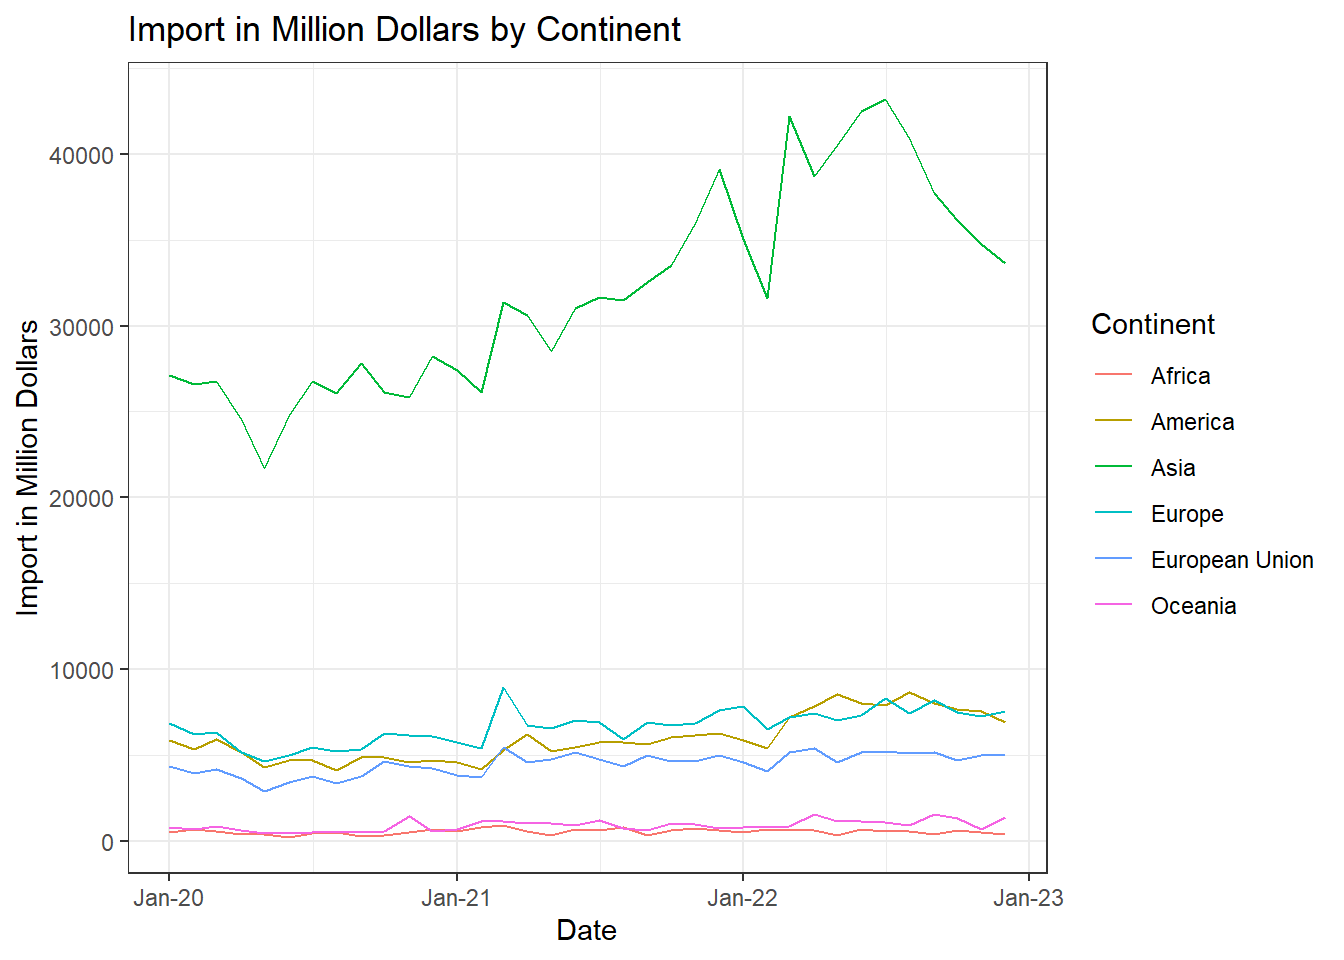 Import in Million Dollars by Continent
Import in Million Dollars
40000
30000
20000
10000
0
Jan-20
Jan-21
Jan-22
Jan-23
Date
Continent
Africa
America
Asia
Europe
European Union
Oceania